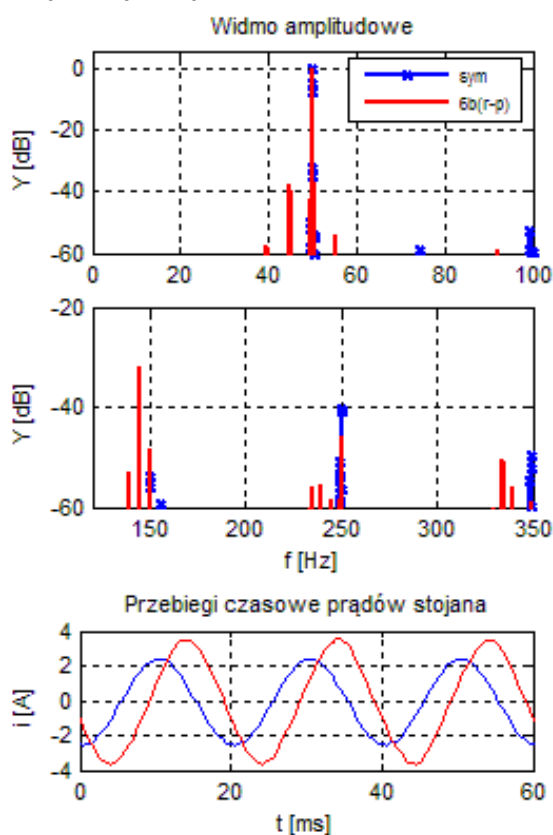 Widmo amplitudowe
Y [dB]
0
-20
-40
-60
sym
6b(r-p)
0 20 40 60 80 100
Y [dB]
-20
-40
-60
150 200 250 300 350
f [Hz]
Przebiegi czasowe prądów stojana
i [A]
4
2
0
-2
-4
0 20 40 60
t [ms]